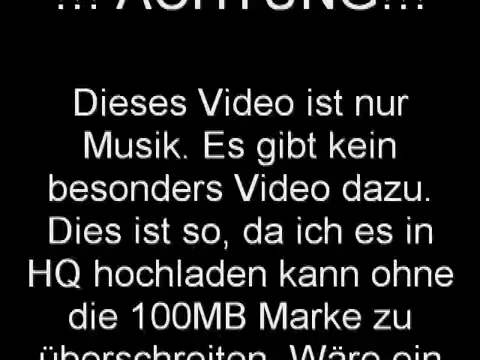 !!! ACHTUNG!!!
Dieses Video ist nur
Musik. Es gibt kein
besonders Video dazu.
Dies ist so, da ich es in
HQ hochladen kann ohne
die 100MB Marke zu
überschreiten. Wäre ein